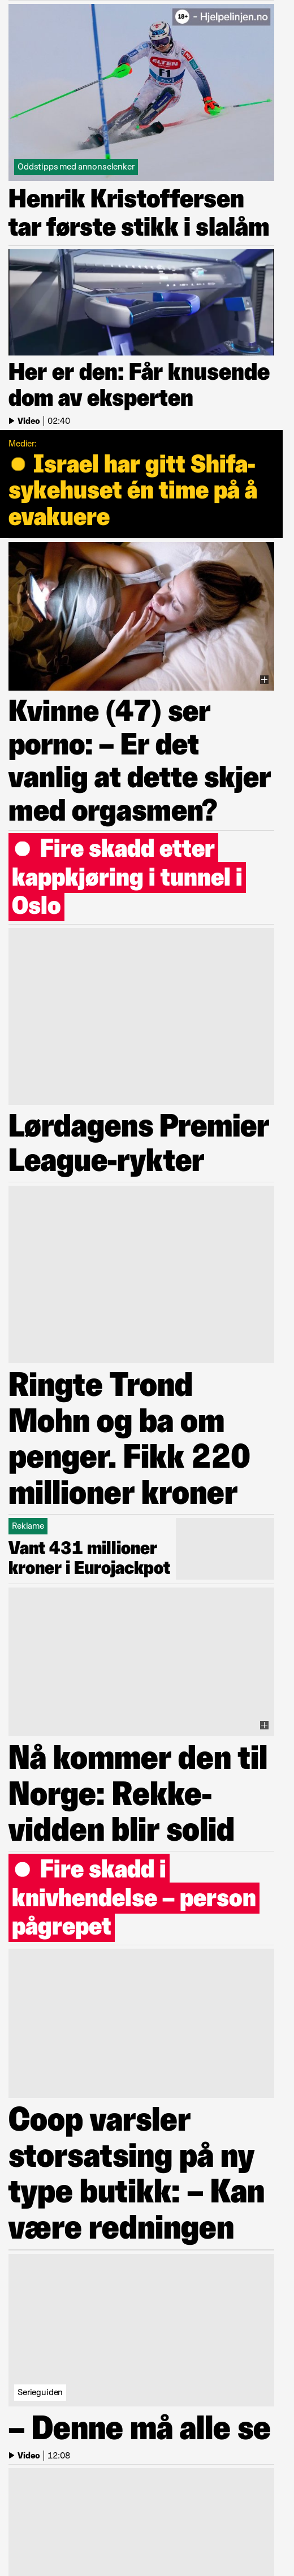 18+ - Hjelpelinjen.no
Oddstipps med annonselenker
Henrik Kristoffersen
tar første stikk i slalåm
Her er den: Får knusende
dom av eksperten
Video | 02:40
Medier:
Israel har gitt Shifa-
sykehuset én time på å
evakuere
Kvinne (47) ser
porno: – Er det
vanlig at dette skjer
med orgasmen?
Fire skadd etter
kappkjøring i tunnel i
Oslo
Lørdagens Premier
League-rykter
Ringte Trond
Mohn og ba om
penger. Fikk 220
millioner kroner
Reklame
Vant 431 millioner
kroner i Eurojackpot
Nå kommer den til
Norge: Rekke-
vidden blir solid
Fire skadd i
knivhendelse – person
pågrepet
Coop varsler
storsatsing på ny
type butikk: – Kan
være redningen
Serieguiden
– Denne må alle se
Video | 12:08